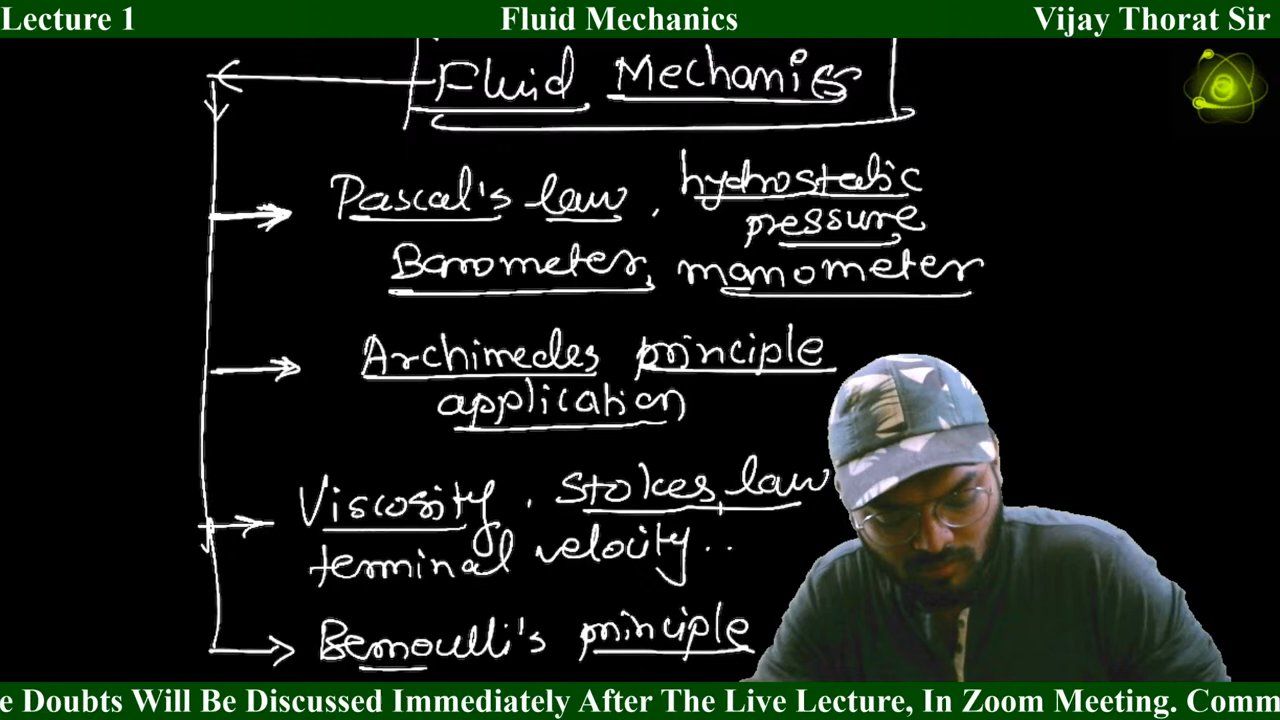 Lecture 1 Fluid Mechanics Vijay Thorat Sir
Fluid Mechanics
Pascal's law, hydrostatic
pressure
Barometer, manometer
Archimedes principle
application
Viscosity, Stokes law
terminal velocity..
Bernoulli's principle
e Doubts Will Be Discussed Immediately After The Live Lecture, In Zoom Meeting. Comm